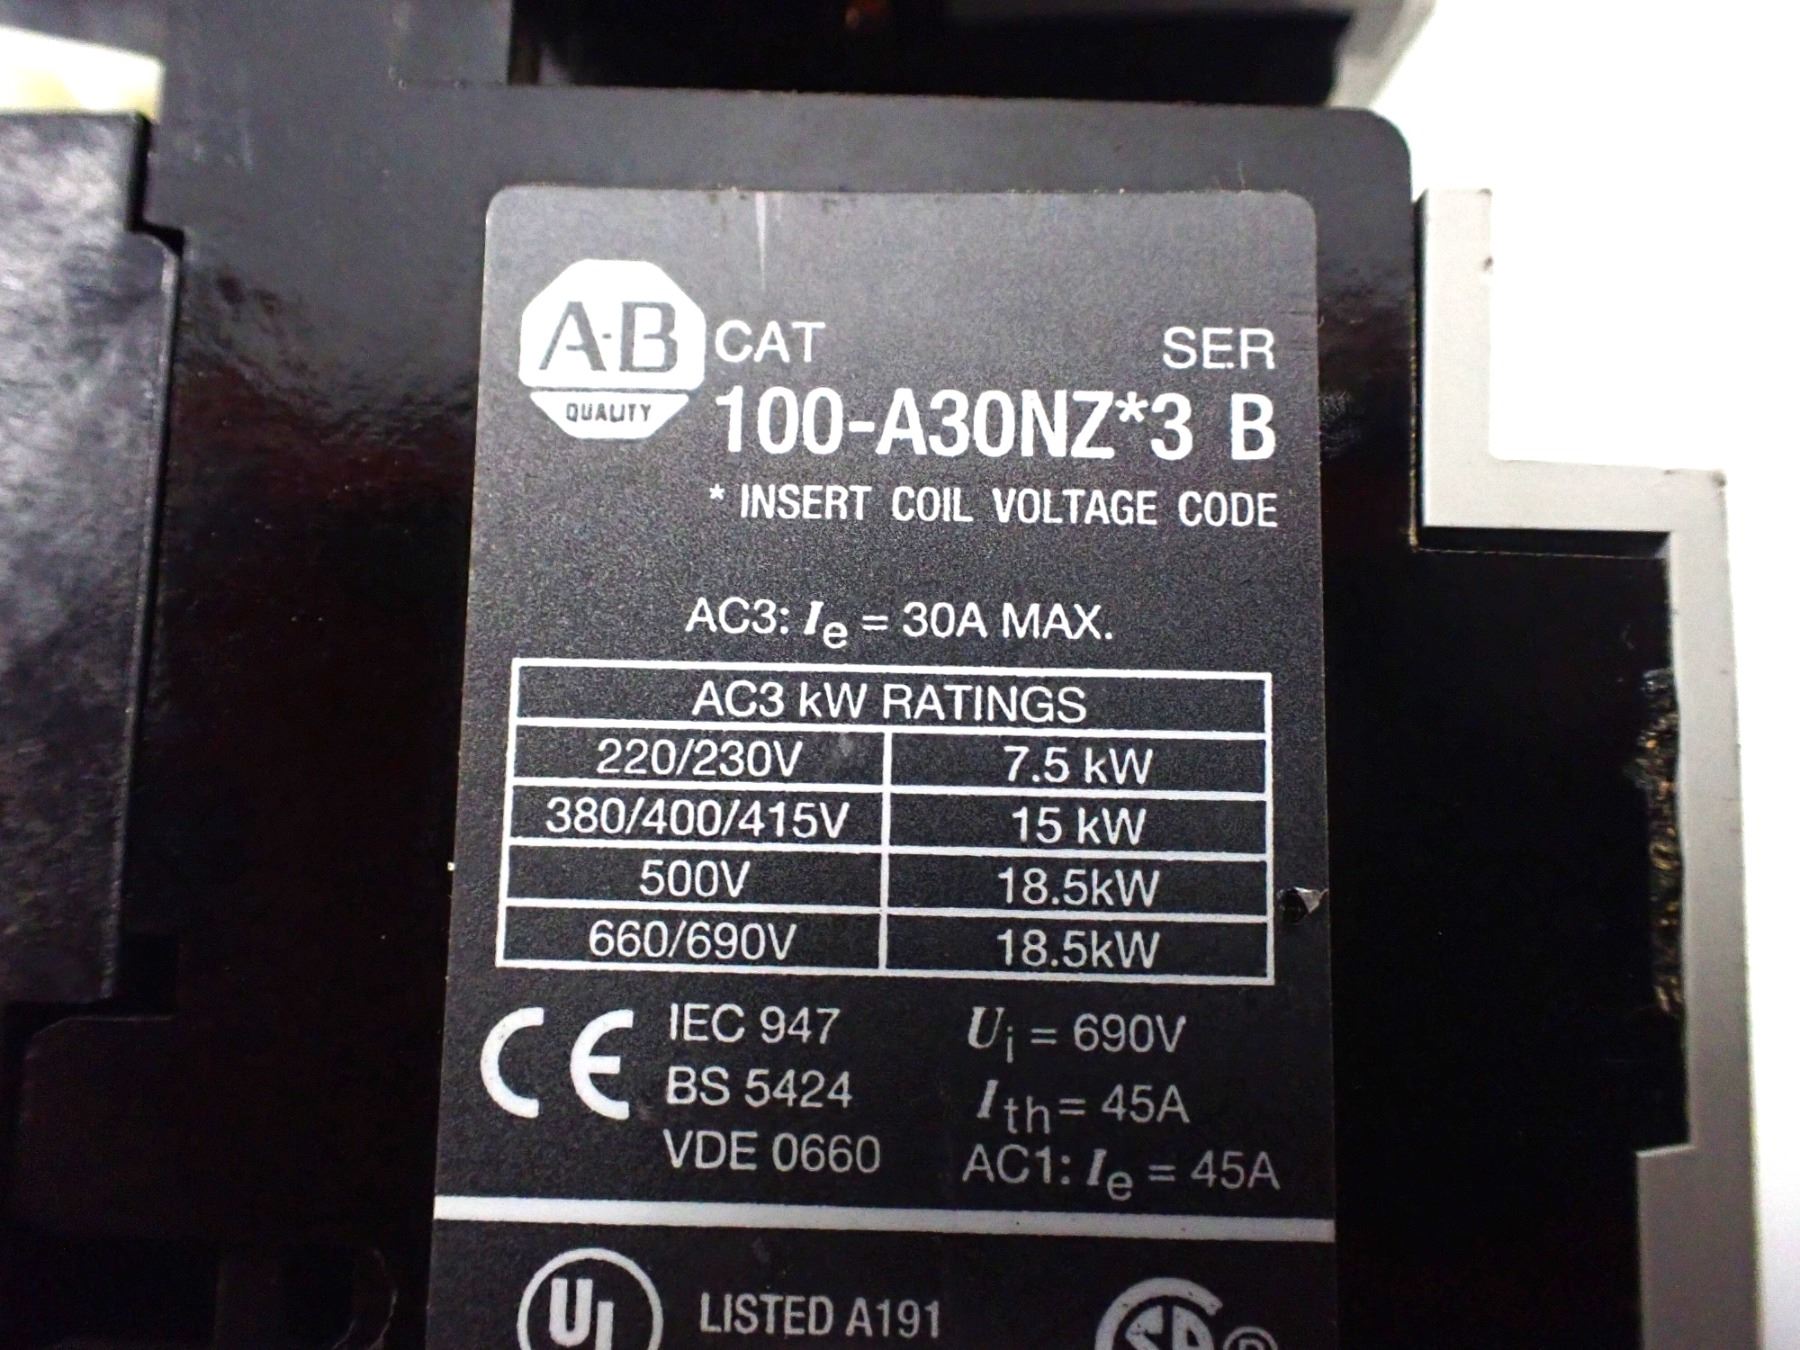 A-B
QUALITY
CAT SER
100-A30NZ*3 B
* INSERT COIL VOLTAGE CODE
AC3: Ie = 30A MAX.
AC3 kW RATINGS
220/230V 7.5 kW
380/400/415V 15 kW
500V 18.5kW
660/690V 18.5kW
CE IEC 947 Ui = 690V
BS 5424 Ith = 45A
VDE 0660 AC1: Ie = 45A
UL LISTED A191 SA ®